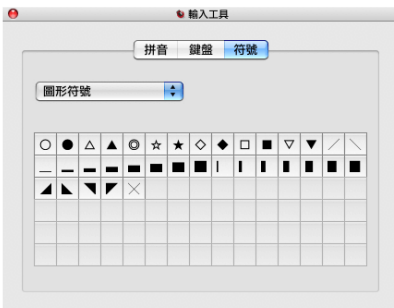 輸入工具
拼音 鍵盤 符號
圖形符號
○ ● △ ▲ ◎ ☆ ★ ◇ ◆ □ ■ ▽ ▼ ╱ ╲
▁ ▂ ▃ ▄ ▅ ▆ ▇ █ ▏ ▎ ▍ ▌ ▋ ▊ ▉
◢ ◣ ◥ ◤ ╳